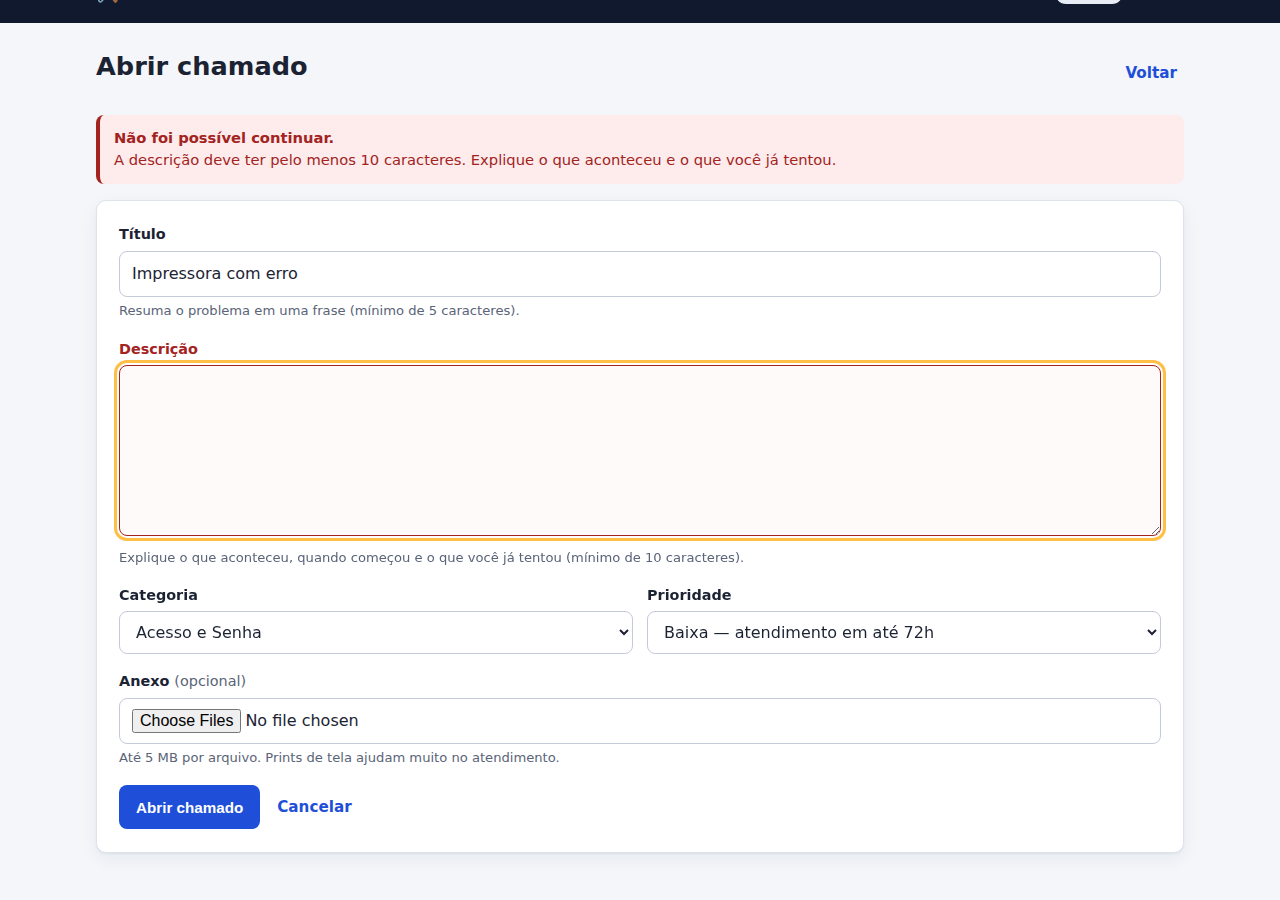 Abrir chamado
Voltar
Não foi possível continuar.
A descrição deve ter pelo menos 10 caracteres. Explique o que aconteceu e o que você já tentou.
Título
Impressora com erro
Resuma o problema em uma frase (mínimo de 5 caracteres).
Descrição
Explique o que aconteceu, quando começou e o que você já tentou (mínimo de 10 caracteres).
Categoria
Prioridade
Acesso e Senha
Baixa — atendimento em até 72h
Anexo (opcional)
Choose Files No file chosen
Até 5 MB por arquivo. Prints de tela ajudam muito no atendimento.
Abrir chamado
Cancelar